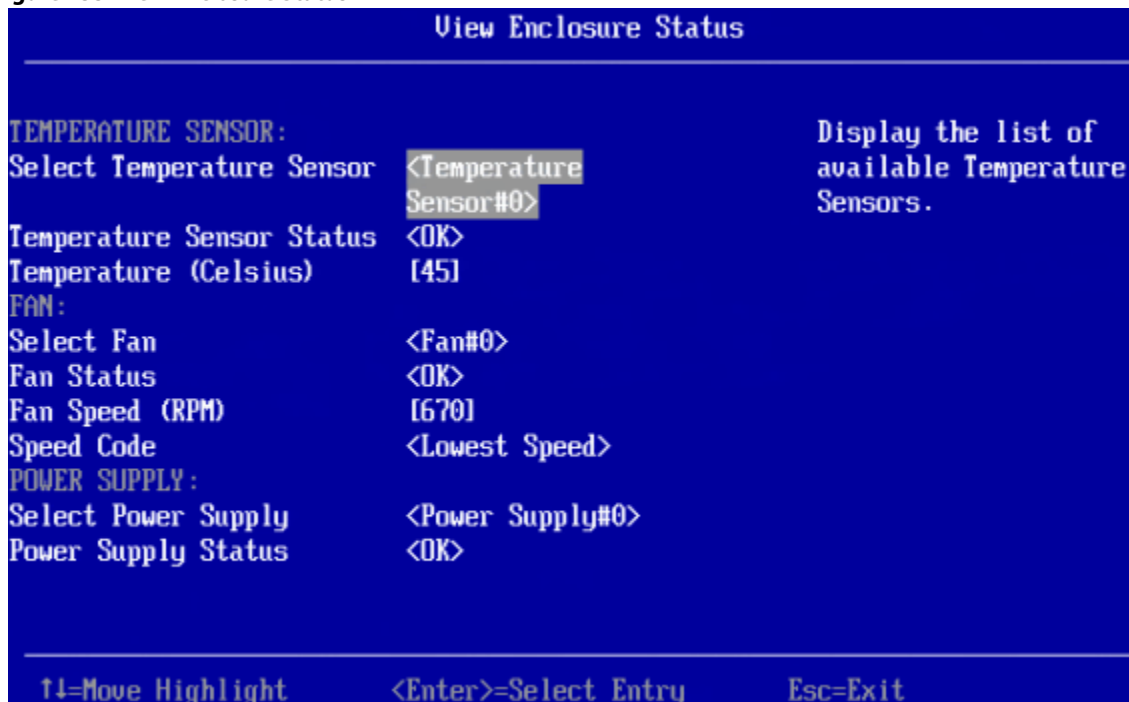 View Enclosure Status
TEMPERATURE SENSOR:
Select Temperature Sensor <Temperature Sensor#0>
Display the list of available Temperature Sensors.
Temperature Sensor Status <OK>
Temperature (Celsius) [45]
FAN:
Select Fan <Fan#0>
Fan Status <OK>
Fan Speed (RPM) [670]
Speed Code <Lowest Speed>
POWER SUPPLY:
Select Power Supply <Power Supply#0>
Power Supply Status <OK>
↑↓=Move Highlight <Enter>=Select Entry Esc=Exit